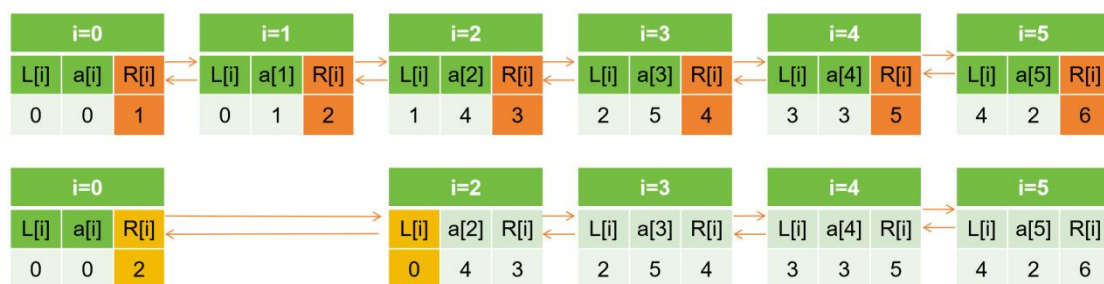 i=0 i=1 i=2 i=3 i=4 i=5
L[i] a[i] R[i] L[i] a[1] R[i] L[i] a[2] R[i] L[i] a[3] R[i] L[i] a[4] R[i] L[i] a[5] R[i]
0 0 1 0 1 2 1 4 3 2 5 4 3 3 5 4 2 6
i=0 i=2 i=3 i=4 i=5
L[i] a[i] R[i] L[i] a[2] R[i] L[i] a[3] R[i] L[i] a[4] R[i] L[i] a[5] R[i]
0 0 2 0 4 3 2 5 4 3 3 5 4 2 6